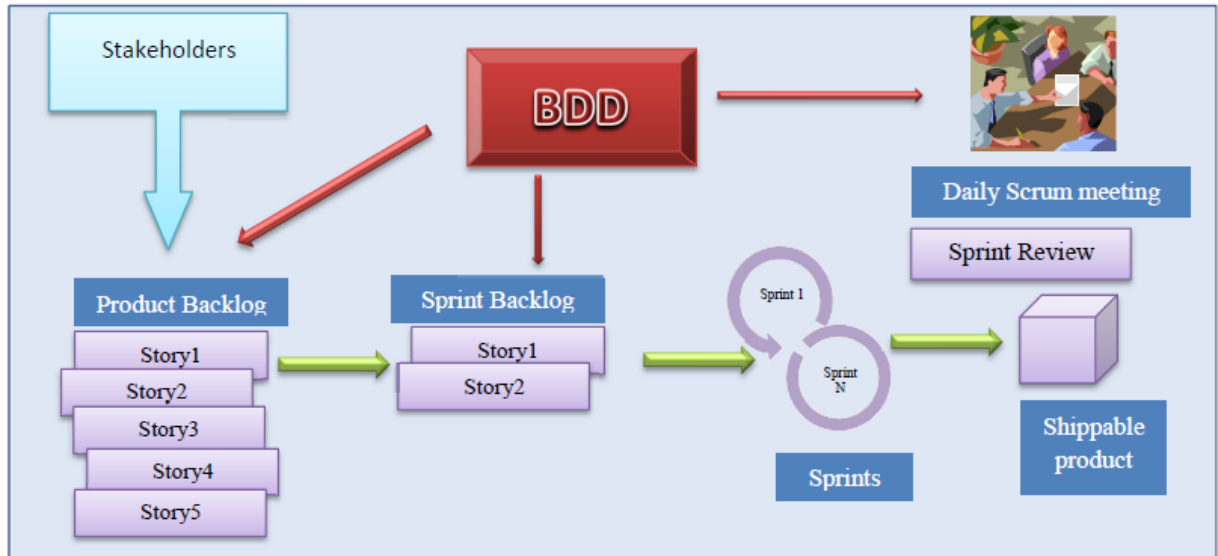 Stakeholders
BDD
Daily Scrum meeting
Sprint Review
Product Backlog
Story1
Story2
Story3
Story4
Story5
Sprint Backlog
Story1
Story2
Sprint 1
Sprint
N
Sprints
Shippable
product